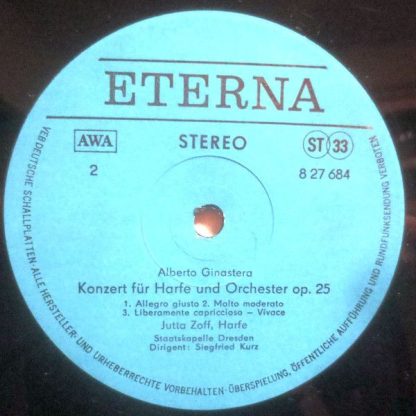 ETERNA
AWA
STEREO
ST 33
2
8 27 684
Alberto Ginastera
Konzert für Harfe und Orchester op. 25
1. Allegro giusto 2. Molto moderato
3. Liberamente capriccioso – Vivace
Jutta Zoff, Harfe
Staatskapelle Dresden
Dirigent: Siegfried Kurz
VEB DEUTSCHE SCHALLPLATTEN · ALLE HERSTELLER- UND URHEBERRECHTE VORBEHALTEN · ÜBERSPIELUNG, ÖFFENTLICHE AUFFÜHRUNG UND RUNDFUNKSENDUNG VERBOTEN